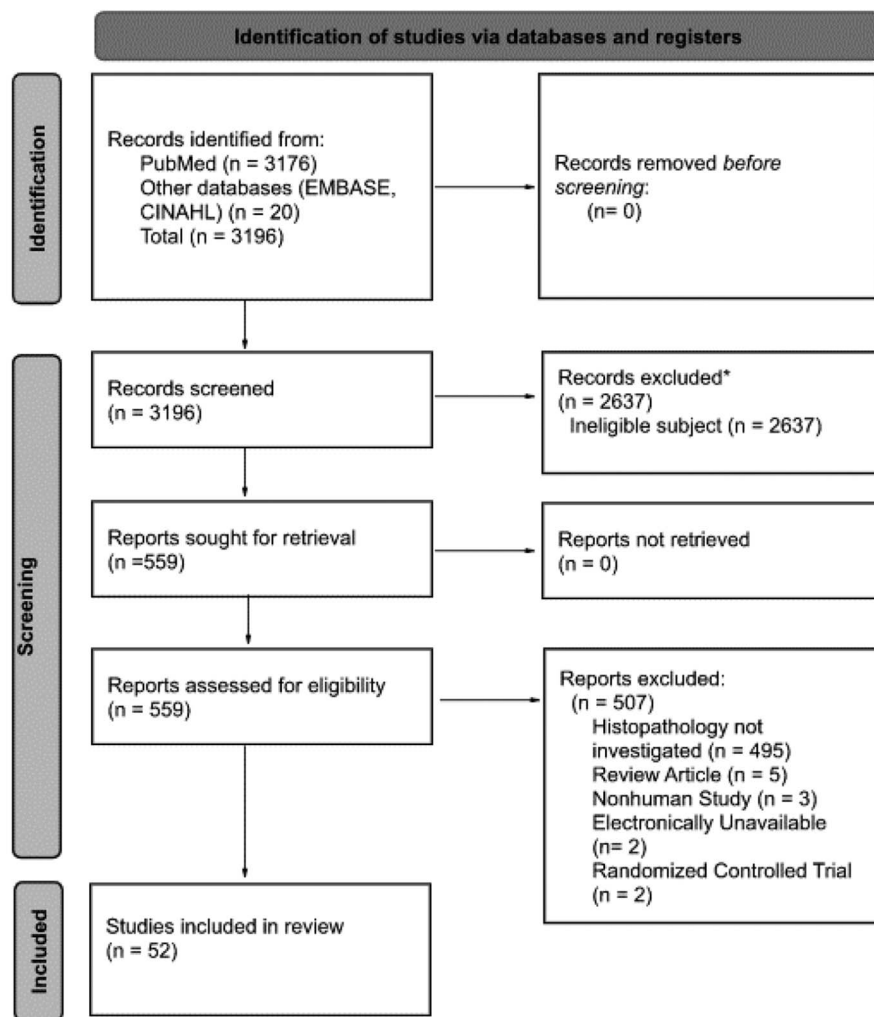 Identification of studies via databases and registers
Identification
Records identified from:
PubMed (n = 3176)
Other databases (EMBASE,
CINAHL) (n = 20)
Total (n = 3196)
Records removed before
screening:
(n= 0)
Screening
Records screened
(n = 3196)
Records excluded*
(n = 2637)
Ineligible subject (n = 2637)
Reports sought for retrieval
(n =559)
Reports not retrieved
(n = 0)
Reports assessed for eligibility
(n = 559)
Reports excluded:
(n = 507)
Histopathology not
investigated (n = 495)
Review Article (n = 5)
Nonhuman Study (n = 3)
Electronically Unavailable
(n= 2)
Randomized Controlled Trial
(n = 2)
Included
Studies included in review
(n = 52)